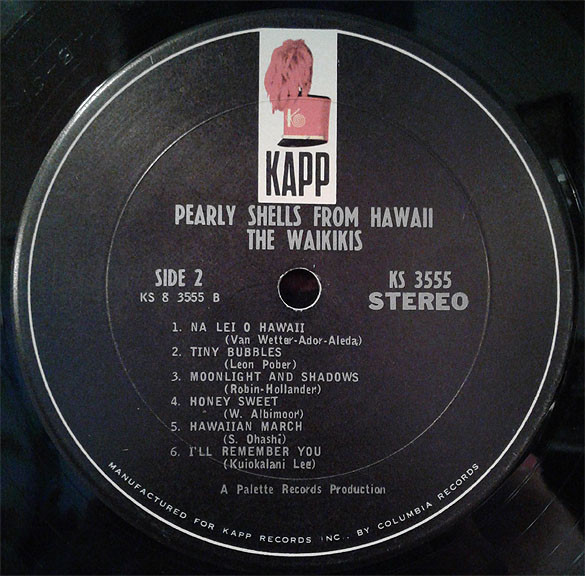 K
KAPP
PEARLY SHELLS FROM HAWAII
THE WAIKIKIS
SIDE 2
KS 8 3555 B
KS 3555
STEREO
1. NA LEI O HAWAII
(Van Wetter-Ador-Aleda)
2. TINY BUBBLES
(Leon Pober)
3. MOONLIGHT AND SHADOWS
(Robin-Hollander)
4. HONEY SWEET
(W. Albimoor)
5. HAWAIIAN MARCH
(S. Ohashi)
6. I'LL REMEMBER YOU
(Kuiokalani Lee)
A Palette Records Production
MANUFACTURED FOR KAPP RECORDS INC., BY COLUMBIA RECORDS